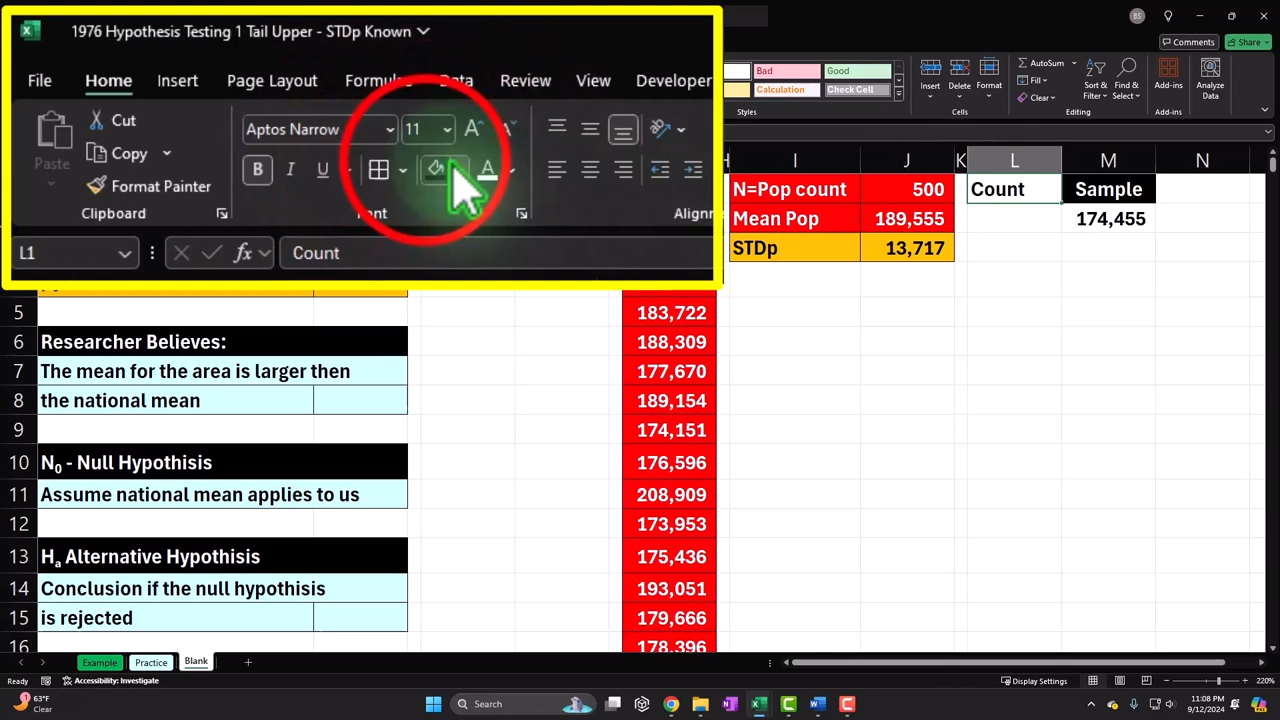 1976 Hypothesis Testing 1 Tail Upper - STDp Known
BS
File Home Insert Page Layout Data Review View Developer
Comments Share
Cut
Copy
Format Painter
Paste
Clipboard
Aptos Narrow 11
B I U
Bad Good
Calculation Check Cell
Styles
Insert Delete Format
Cells
AutoSum
Fill
Clear
Sort & Filter
Find & Select
Editing
Add-ins
Add-ins
Analyze Data
L1 fx Count
I J K L M N
N=Pop count 500 Count Sample
Mean Pop 189,555 174,455
STDp 13,717
5 183,722
6 Researcher Believes: 188,309
7 The mean for the area is larger then 177,670
8 the national mean 189,154
9 174,151
10 N0 - Null Hypothisis 176,596
11 Assume national mean applies to us 208,909
12 173,953
13 Ha Alternative Hypothisis 175,436
14 Conclusion if the null hypothisis 193,051
15 is rejected 179,666
16 178,396
Example Practice Blank
Ready Accessibility: Investigate Display Settings 220%
63°F
Clear
Search
11:08 PM
9/12/2024